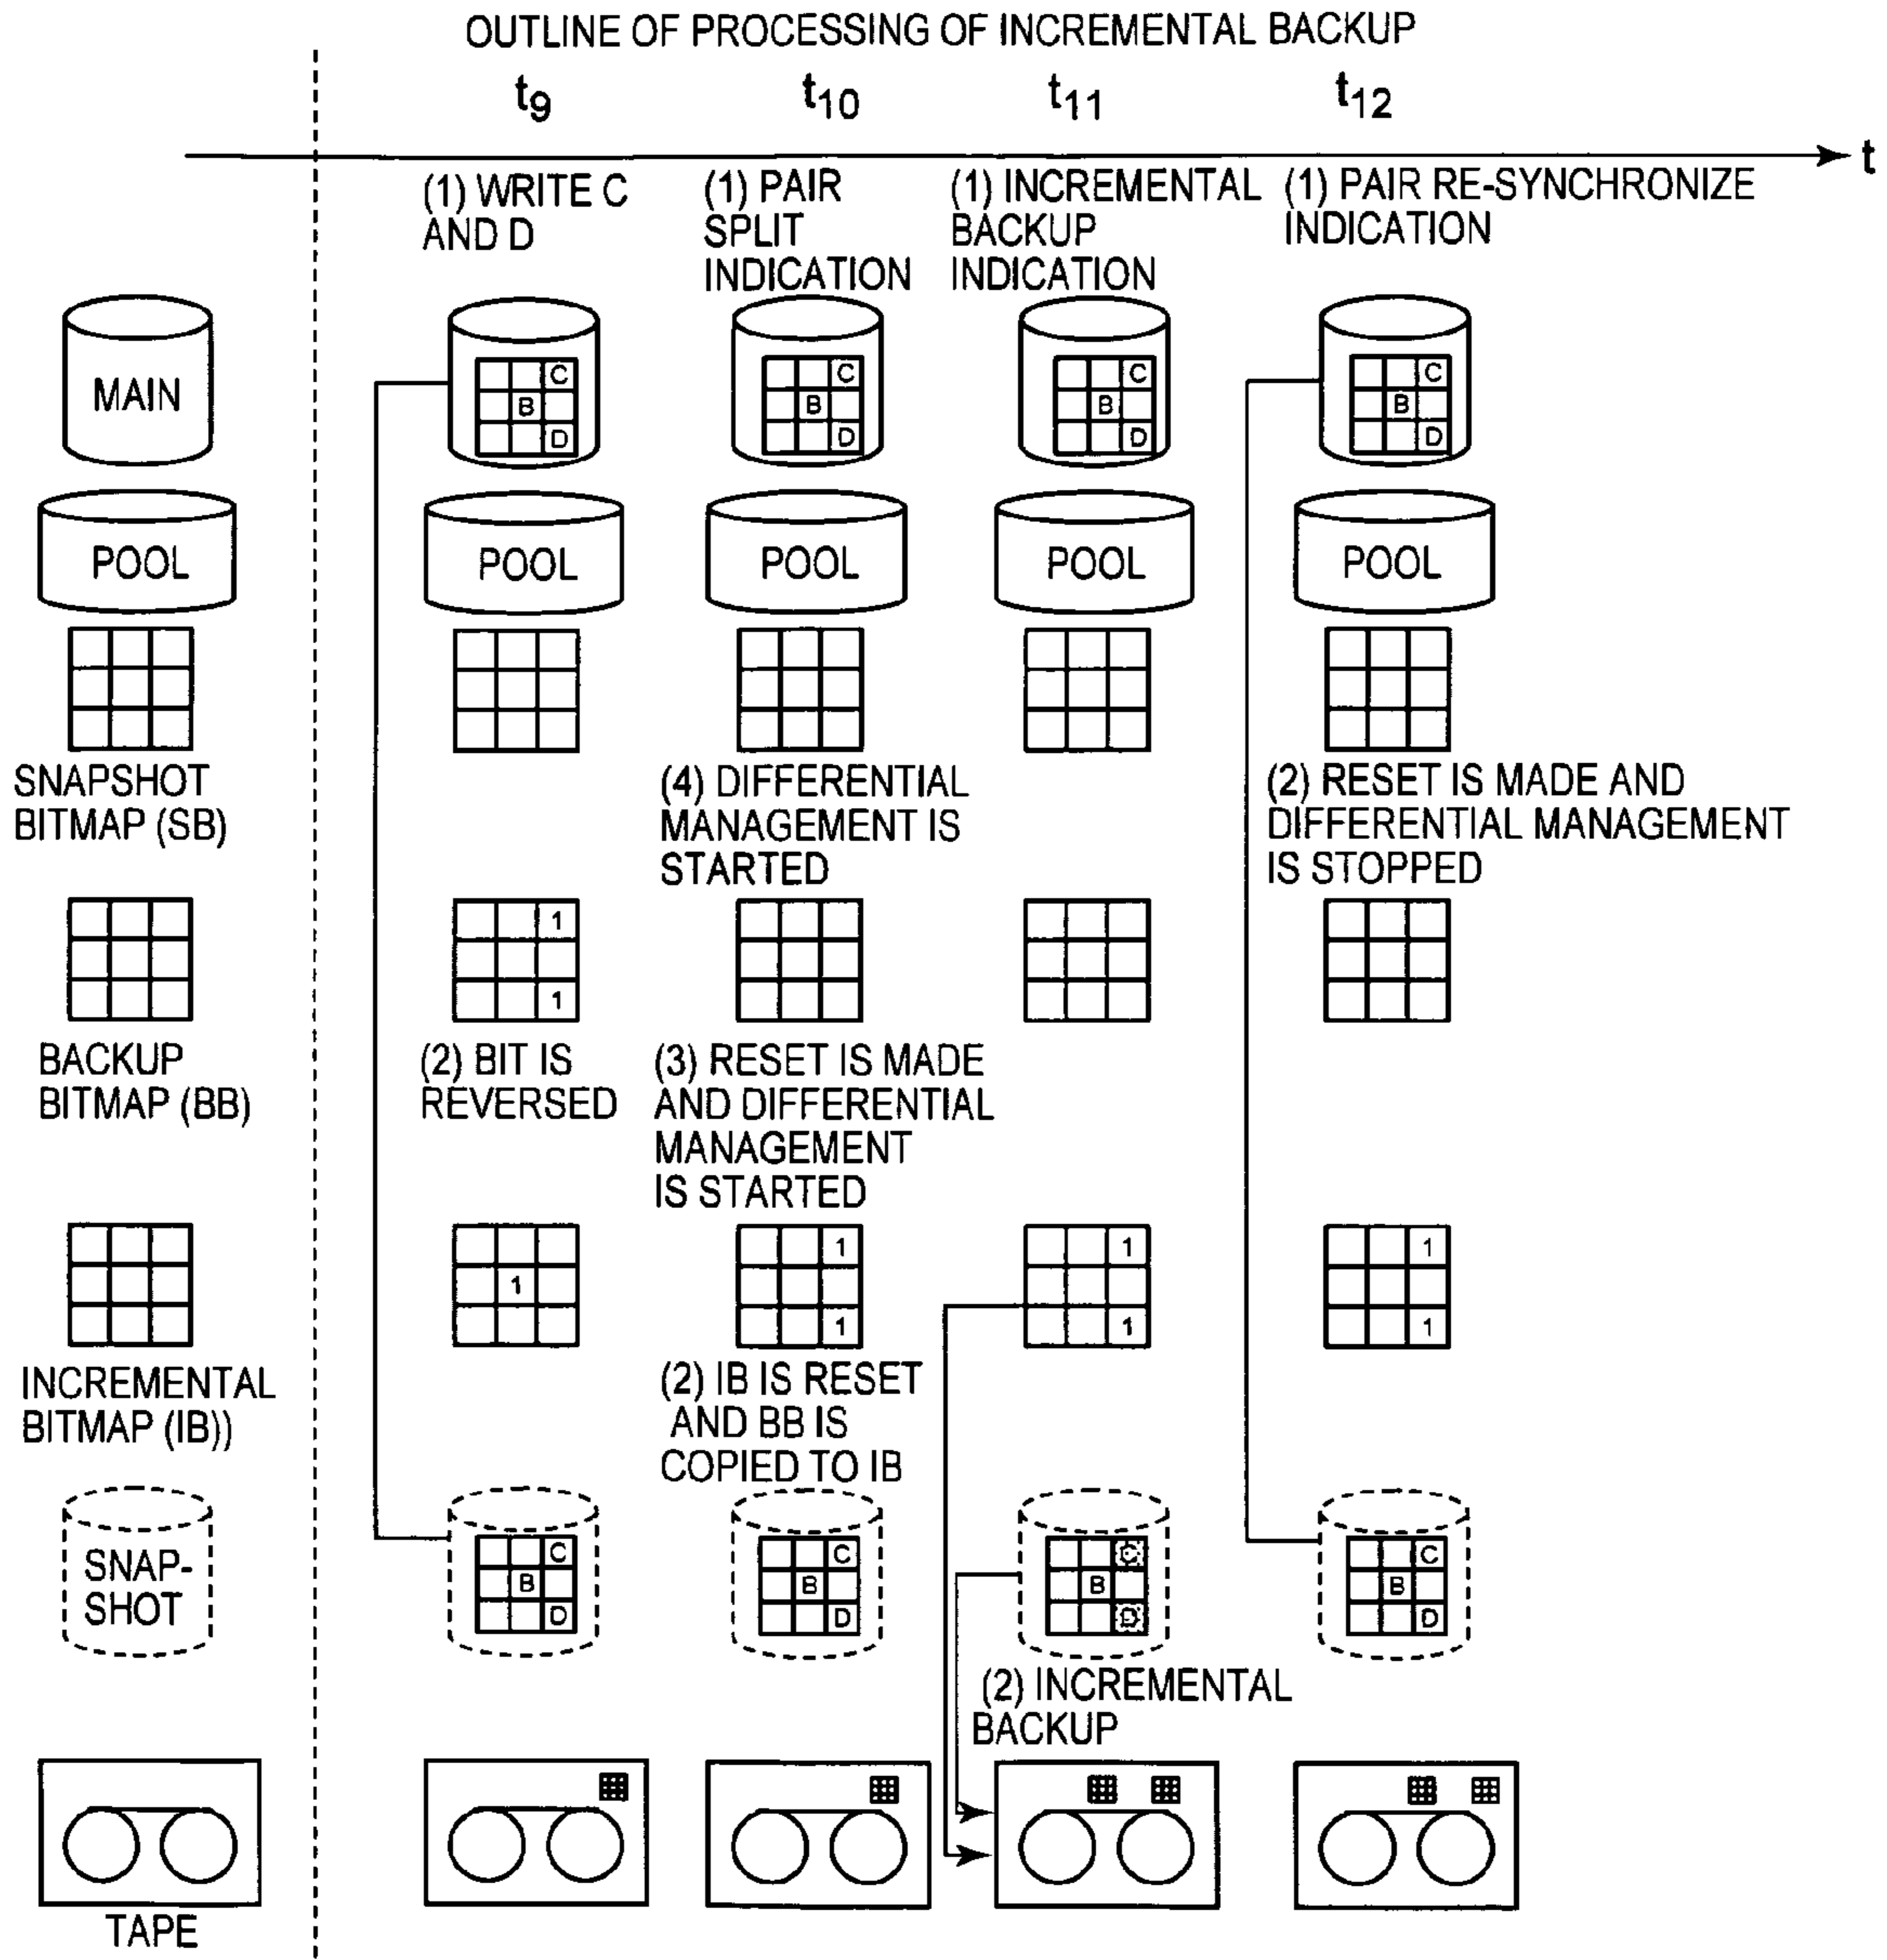 OUTLINE OF PROCESSING OF INCREMENTAL BACKUP
t9 t10 t11 t12
t
(1) WRITE C
AND D
(1) PAIR
SPLIT
INDICATION
(1) INCREMENTAL
BACKUP
INDICATION
(1) PAIR RE-SYNCHRONIZE
INDICATION
MAIN
C
B
D
C
B
D
C
B
D
C
B
D
POOL POOL POOL POOL POOL
SNAPSHOT
BITMAP (SB)
(4) DIFFERENTIAL
MANAGEMENT IS
STARTED
(2) RESET IS MADE AND
DIFFERENTIAL MANAGEMENT
IS STOPPED
1
1
BACKUP
BITMAP (BB)
(2) BIT IS
REVERSED
(3) RESET IS MADE
AND DIFFERENTIAL
MANAGEMENT
IS STARTED
1
1
1
1
1
1
1
INCREMENTAL
BITMAP (IB))
(2) IB IS RESET
AND BB IS
COPIED TO IB
SNAP-
SHOT
C
B
D
C
B
D
C
B
D
C
B
D
(2) INCREMENTAL
BACKUP
TAPE